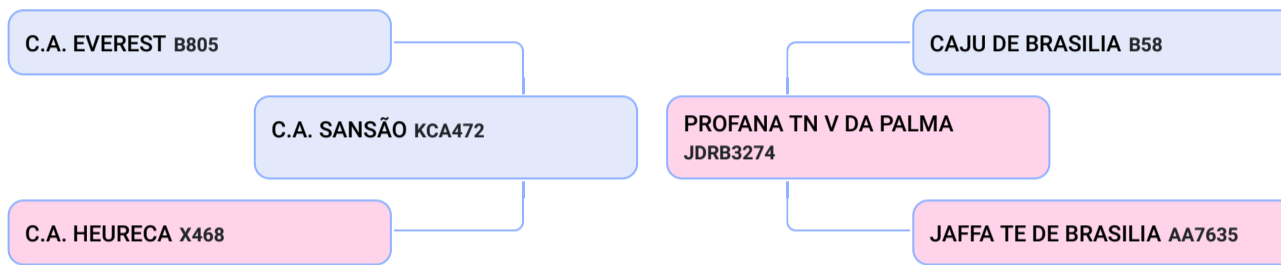 C.A. EVEREST B805
CAJU DE BRASILIA B58
C.A. SANSÃO KCA472
PROFANA TN V DA PALMA
JDRB3274
C.A. HEURECA X468
JAFFA TE DE BRASILIA AA7635